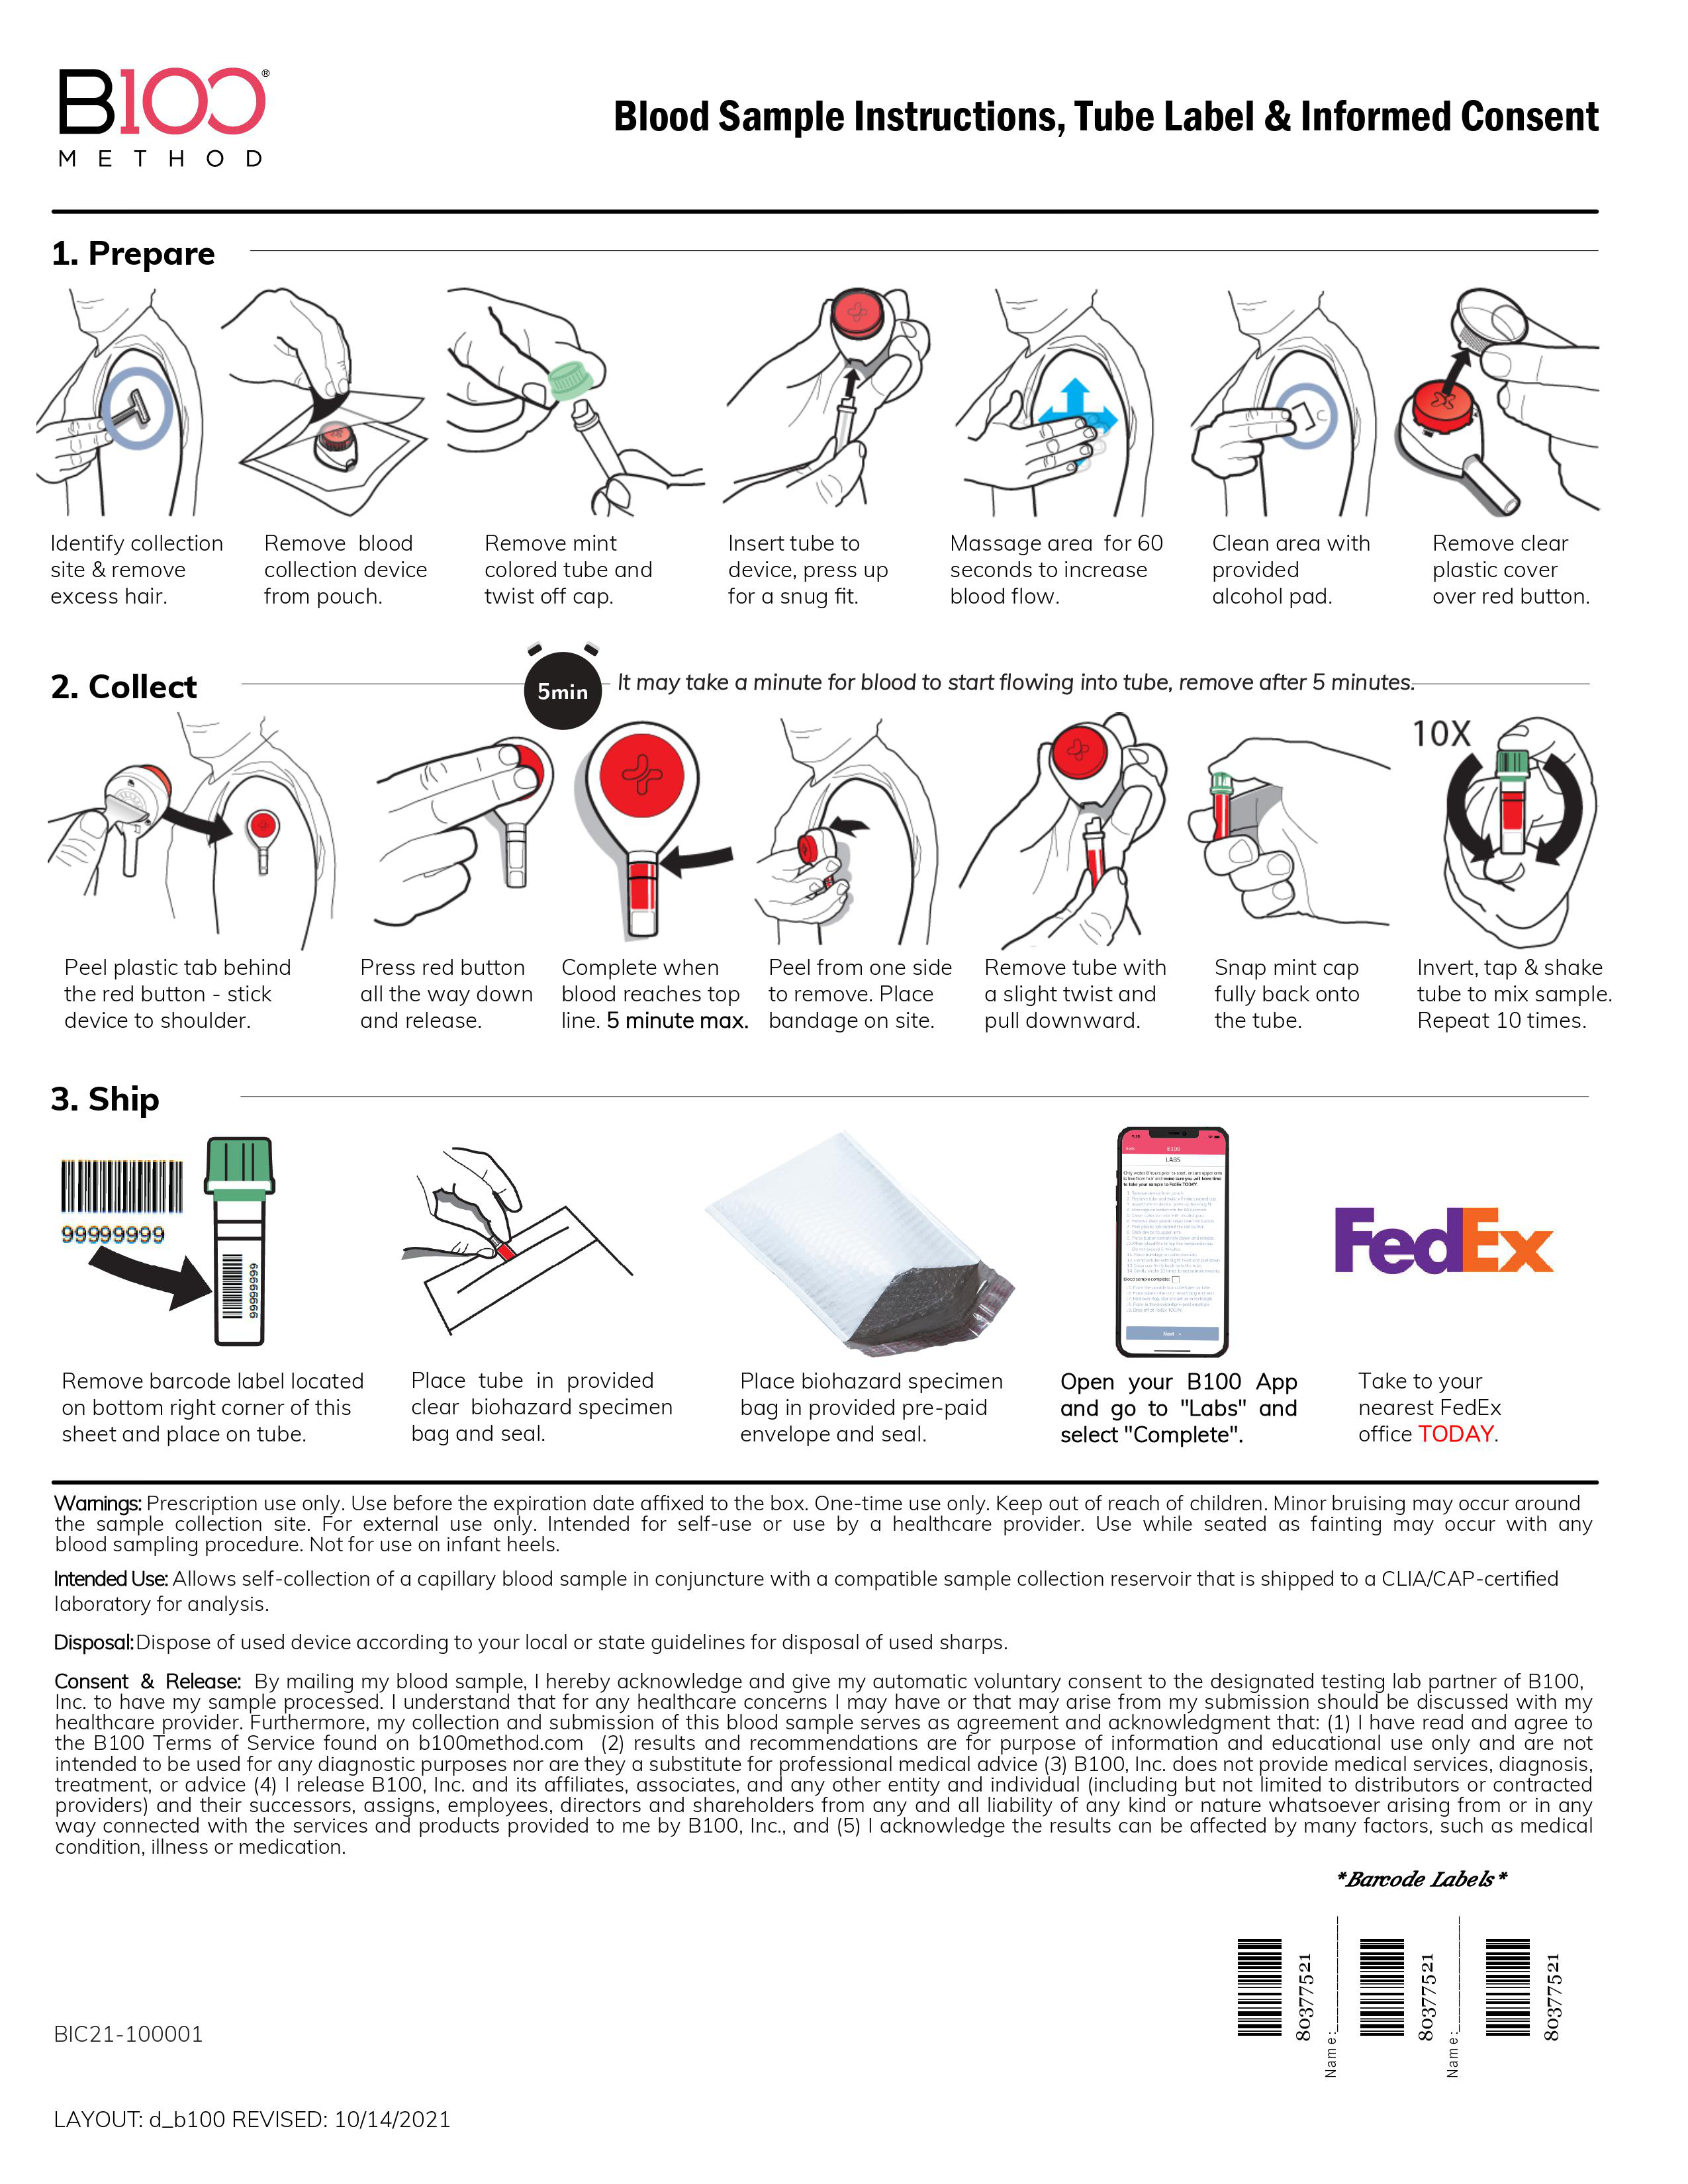 B100®
METHOD
Blood Sample Instructions, Tube Label & Informed Consent
1. Prepare
Identify collection
site & remove
excess hair.
Remove blood
collection device
from pouch.
Remove mint
colored tube and
twist off cap.
Insert tube to
device, press up
for a snug fit.
Massage area for 60
seconds to increase
blood flow.
Clean area with
provided
alcohol pad.
Remove clear
plastic cover
over red button.
2. Collect
5min
It may take a minute for blood to start flowing into tube, remove after 5 minutes.
10X
Peel plastic tab behind
the red button - stick
device to shoulder.
Press red button
all the way down
and release.
Complete when
blood reaches top
line. 5 minute max.
Peel from one side
to remove. Place
bandage on site.
Remove tube with
a slight twist and
pull downward.
Snap mint cap
fully back onto
the tube.
Invert, tap & shake
tube to mix sample.
Repeat 10 times.
3. Ship
99999999
99999999
B100
LABS
Blood sample complete:
Next
FedEx
Remove barcode label located
on bottom right corner of this
sheet and place on tube.
Place tube in provided
clear biohazard specimen
bag and seal.
Place biohazard specimen
bag in provided pre-paid
envelope and seal.
Open your B100 App
and go to "Labs" and
select "Complete".
Take to your
nearest FedEx
office TODAY.
Warnings: Prescription use only. Use before the expiration date affixed to the box. One-time use only. Keep out of reach of children. Minor bruising may occur around
the sample collection site. For external use only. Intended for self-use or use by a healthcare provider. Use while seated as fainting may occur with any
blood sampling procedure. Not for use on infant heels.
Intended Use: Allows self-collection of a capillary blood sample in conjuncture with a compatible sample collection reservoir that is shipped to a CLIA/CAP-certified
laboratory for analysis.
Disposal: Dispose of used device according to your local or state guidelines for disposal of used sharps.
Consent & Release: By mailing my blood sample, I hereby acknowledge and give my automatic voluntary consent to the designated testing lab partner of B100,
Inc. to have my sample processed. I understand that for any healthcare concerns I may have or that may arise from my submission should be discussed with my
healthcare provider. Furthermore, my collection and submission of this blood sample serves as agreement and acknowledgment that: (1) I have read and agree to
the B100 Terms of Service found on b100method.com (2) results and recommendations are for purpose of information and educational use only and are not
intended to be used for any diagnostic purposes nor are they a substitute for professional medical advice (3) B100, Inc. does not provide medical services, diagnosis,
treatment, or advice (4) I release B100, Inc. and its affiliates, associates, and any other entity and individual (including but not limited to distributors or contracted
providers) and their successors, assigns, employees, directors and shareholders from any and all liability of any kind or nature whatsoever arising from or in any
way connected with the services and products provided to me by B100, Inc., and (5) I acknowledge the results can be affected by many factors, such as medical
condition, illness or medication.
*Barcode Labels*
80377521
Name:______________
80377521
Name:______________
80377521
BIC21-100001
LAYOUT: d_b100 REVISED: 10/14/2021